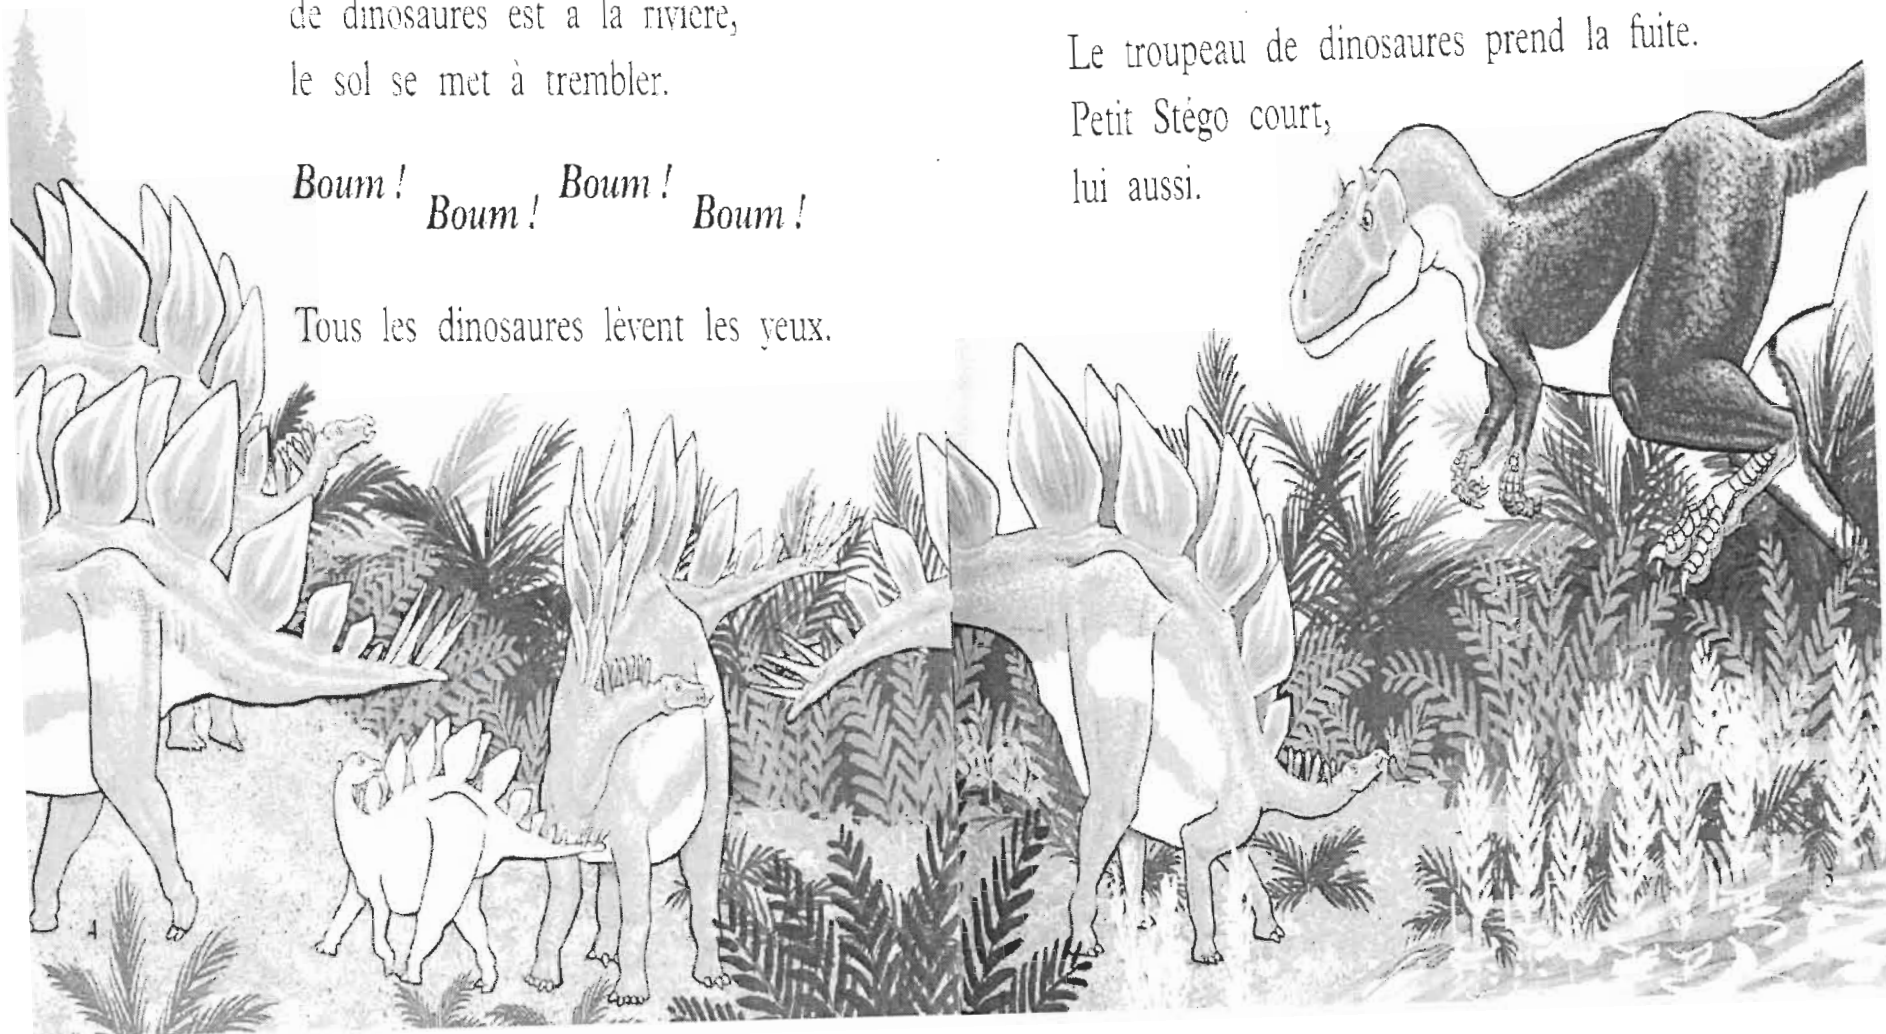 de dinosaures est à la rivière,
le sol se met à trembler.
Boum ! Boum ! Boum ! Boum !
Tous les dinosaures lèvent les yeux.
4
Le troupeau de dinosaures prend la fuite.
Petit Stégo court,
lui aussi.